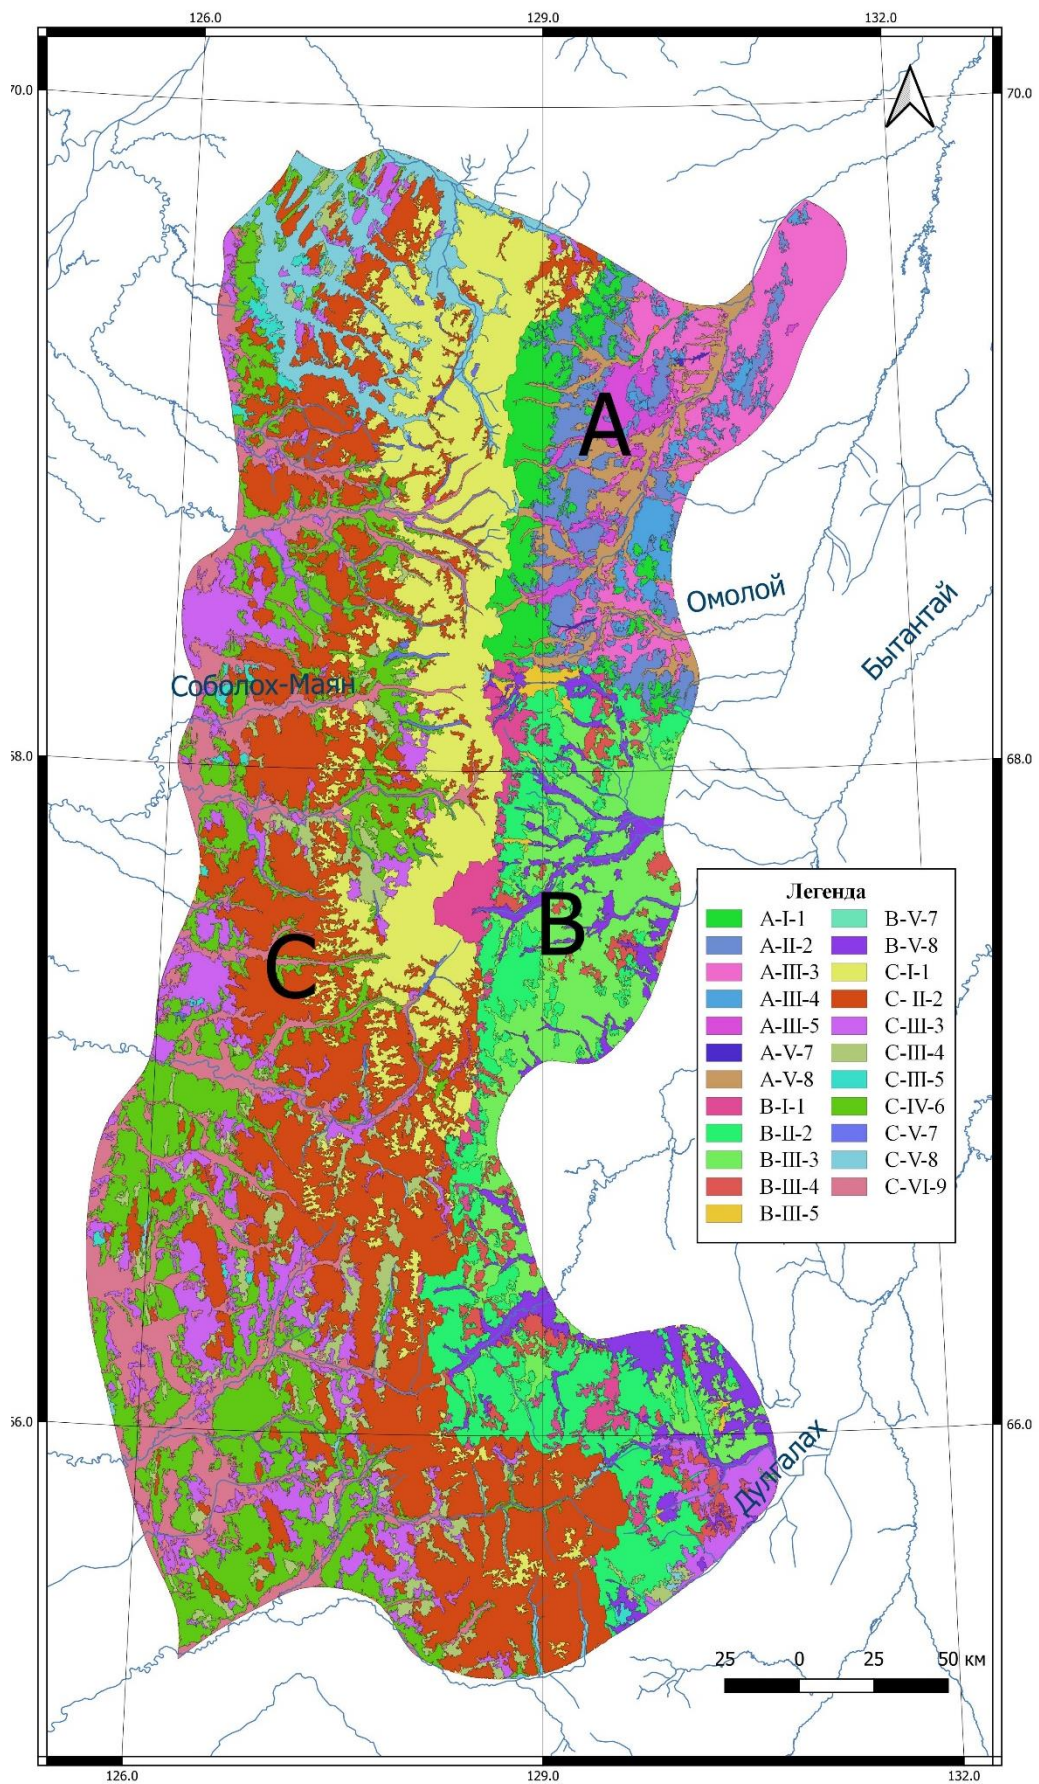 126.0 129.0 132.0
70.0 70.0
A
Омолой
Бытантай
Соболох-Маян
58.0 68.0
Легенда
A-I-1 B-V-7
A-II-2 B-V-8
A-III-3 C-I-1
A-III-4 C- II-2
A-III-5 C-III-3
A-V-7 C-III-4
A-V-8 C-III-5
B-I-1 C-IV-6
B-II-2 C-V-7
B-III-3 C-V-8
B-III-4 C-VI-9
B-III-5
B
C
56.0 66.0
Дулгалах
25 0 25 50 км
126.0 129.0 132.0